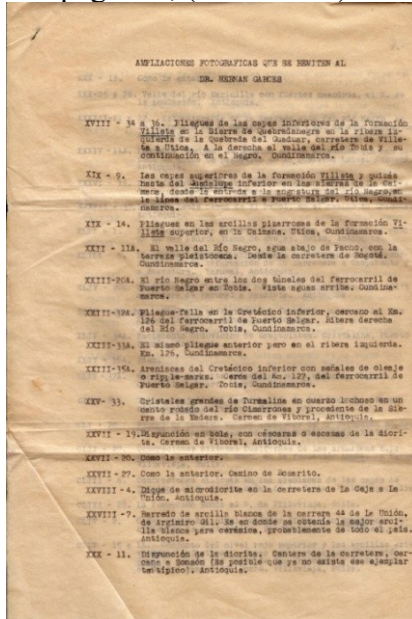 AMPLIACIONES FOTOGRAFICAS QUE SE REMITEN AL
DR. HERNAN GARCES
XVIII - 34 a 36. Pliegues de las capas inferiores de la formación
Villeta en la Sierra de Quebradanegra en la ribera iz-
quierda de la Quebrada del Guaduar, carretera de Ville-
ta a Utica. A la derecha el valle del río Tobia y su
continuación en el Negro. Cundinamarca.
XIX - 9. Las capas superiores de la formación Villeta y quizás
hasta del Guadalupe inferior en las sierras de la Cai-
mana, desde la entrada a la angostura del río Negro, en
la línea del ferrocarril a Puerto Salgar. Utica, Cundi-
namarca.
XIX - 14. Pliegues en las arcillas pizarrosas de la formación Vi-
lleta superior, en la Caimana. Utica, Cundinamarca.
XXII - 11A. El valle del Río Negro, agua abajo de Pacho, con la
terraza pleistocena. Desde la carretera de Bogotá.
Cundinamarca.
XXIII-20A. El río Negro entre los dos túneles del ferrocarril de
Puerto Salgar en Tobia. Vista aguas arriba. Cundina-
marca.
XXIII-32A. Pliegue-falla en la Cretácico inferior, cercano al Km.
126 del ferrocarril de Puerto Salgar. Ribera derecha
del Río Negro. Tobia, Cundinamarca.
XXIII-33A. El mismo pliegue anterior pero en el ribera izquierda.
Km. 126, Cundinamarca.
XXIII-35A. Areniscas del Cretácico inferior con señales de oleaje
o ripple-marks. Cerca del Km. 127, del ferrocarril de
Puerto Salgar. Tobia, Cundinamarca.
XXV- 33. Cristales grandes de Turmalina en cuarzo lechoso en un
canto rodado del río Cimarrones y procedente de la Sie-
rra de la Madera. Carmen de Viboral, Antioquia.
XXVII - 19. Disyunción en bola, con cáscaras o escamas de la diori-
ta. Carmen de Viboral, Antioquia.
XXVII - 20. Como la anterior.
XXVII - 27. Como la anterior. Camino de Rosarito.
XXVIII - 4. Dique de microdiorite en la carretera de La Ceja a La
Unión. Antioquia.
XXVIII -7. Barredo de arcilla blanca de la carrera 4a de La Unión,
de Argimiro Gil. Es en donde se obtenía la mejor arci-
lla blanca para cerámica, probablemente de todo el país.
Antioquia.
XXX - 11. Disyunción de la diorita. Cantera de la carretera, cer-
cana a Sonsón (Es posible que ya no exista ese ejemplar
tan típico). Antioquia.